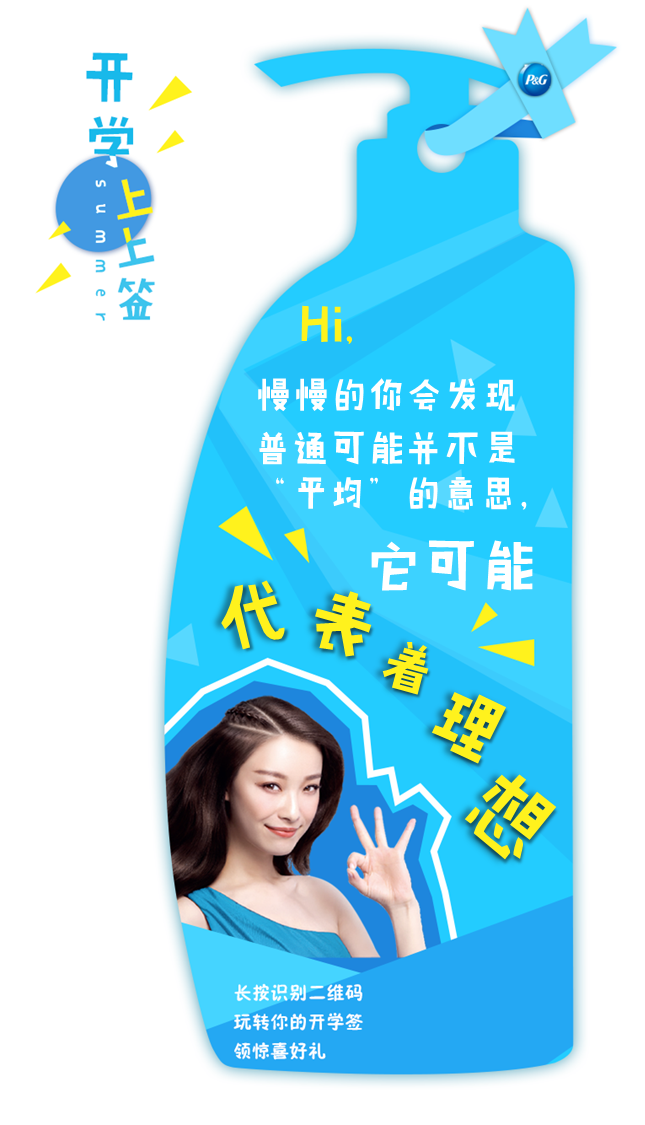 P&G
开学
上上签
summer
Hi,
慢慢的你会发现
普通可能并不是
“平均”的意思,
它可能
代表着理想
长按识别二维码
玩转你的开学签
领惊喜好礼